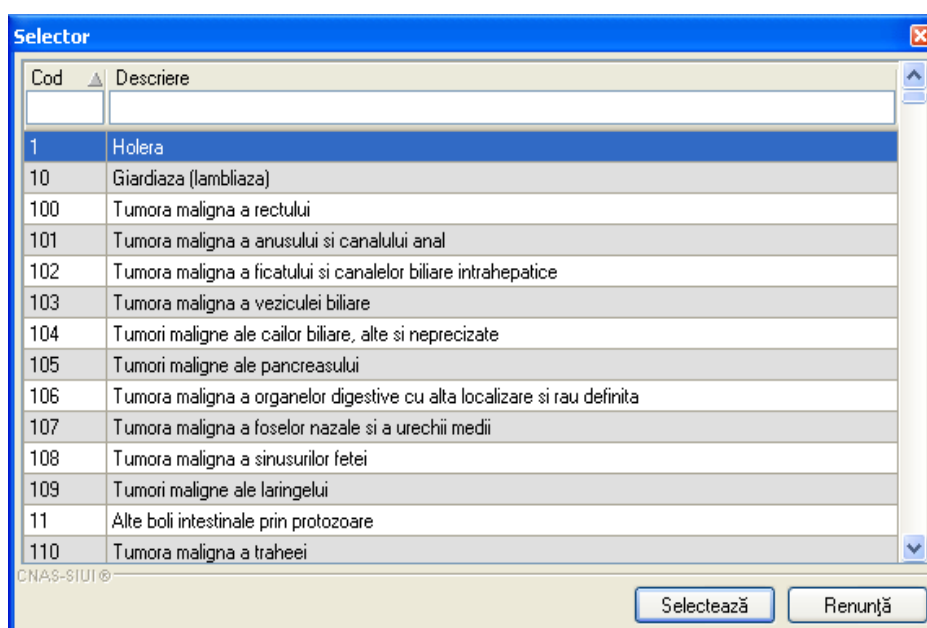 Selector
Cod Descriere
1 Holera
10 Giardiaza (lambliaza)
100 Tumora maligna a rectului
101 Tumora maligna a anusului si canalului anal
102 Tumora maligna a ficatului si canalelor biliare intrahepatice
103 Tumora maligna a veziculei biliare
104 Tumori maligne ale cailor biliare, alte si neprecizate
105 Tumori maligne ale pancreasului
106 Tumora maligna a organelor digestive cu alta localizare si rau definita
107 Tumora maligna a foselor nazale si a urechii medii
108 Tumora maligna a sinusurilor fetei
109 Tumori maligne ale laringelui
11 Alte boli intestinale prin protozoare
110 Tumora maligna a traheei
CNAS-SIUI®
Selectează Renunţă